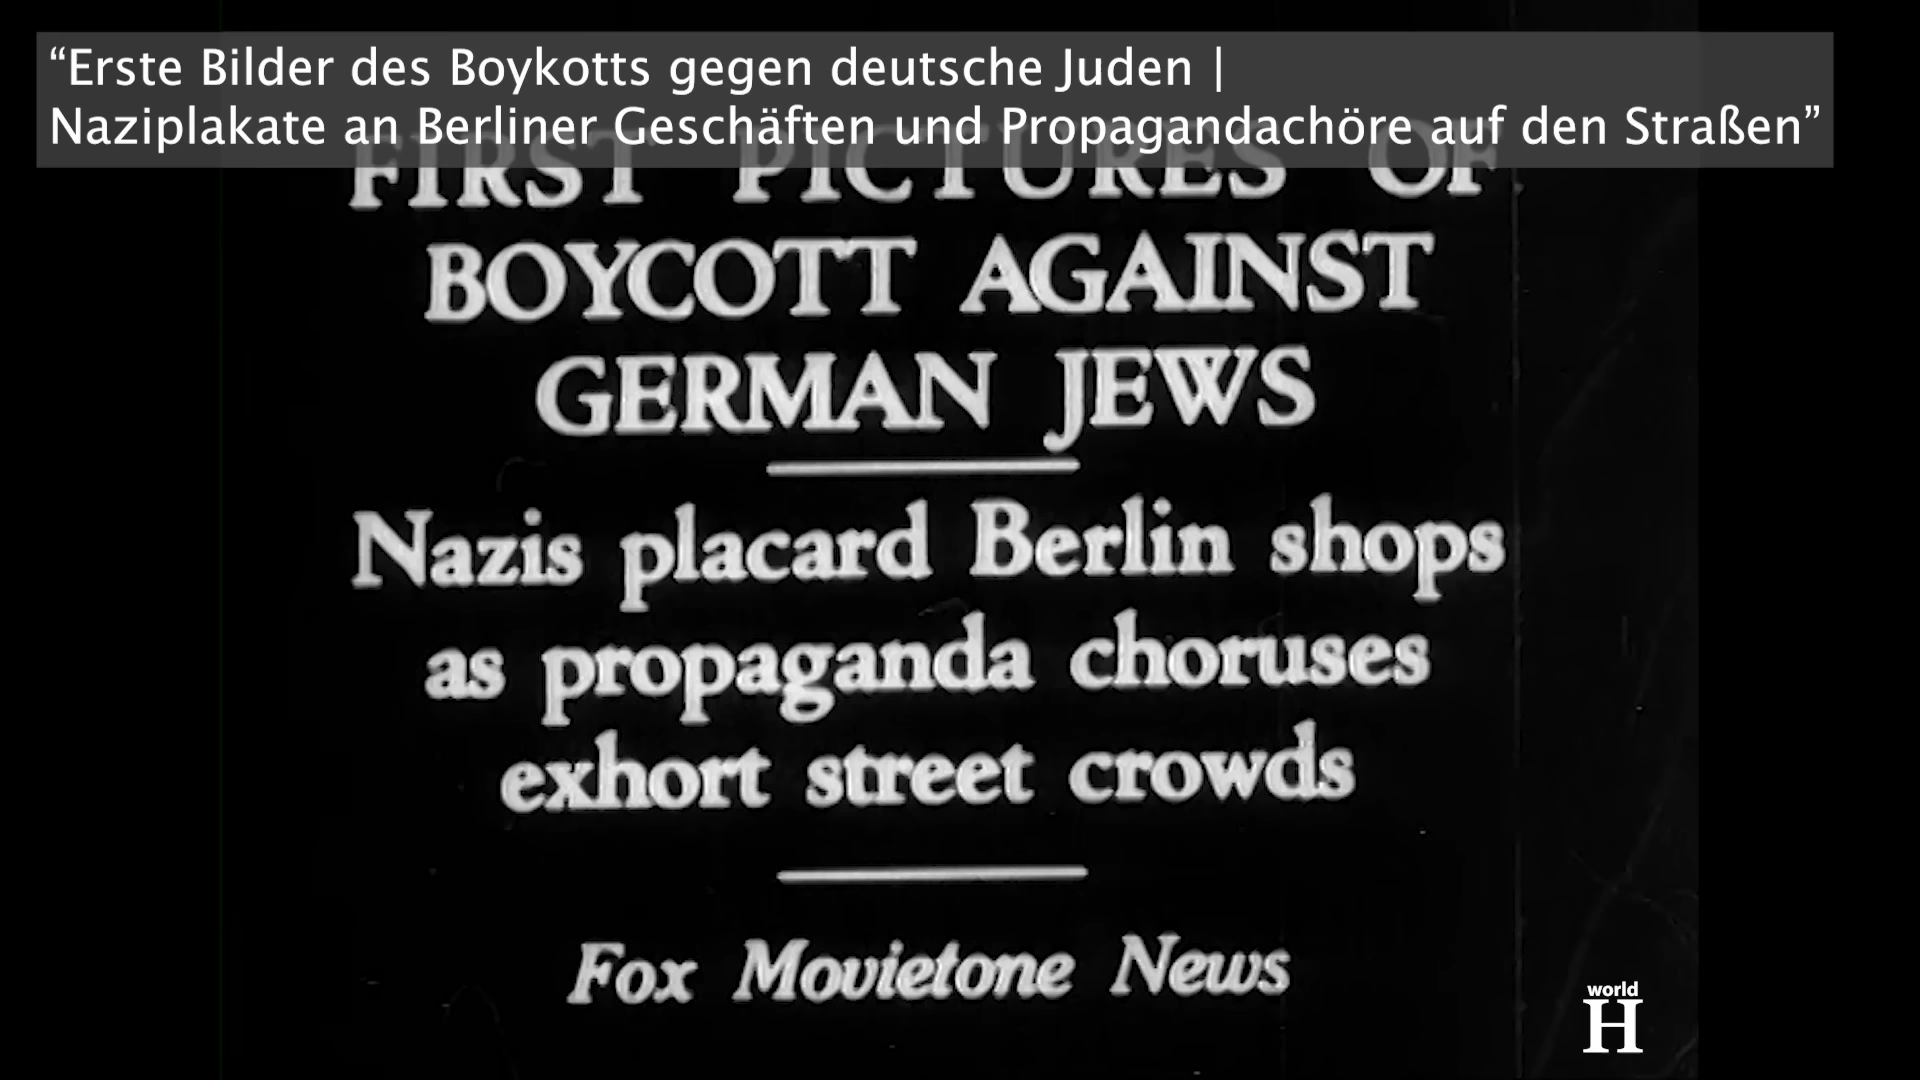 “Erste Bilder des Boykotts gegen deutsche Juden |
Naziplakate an Berliner Geschäften und Propagandachöre auf den Straßen”
FIRST PICTURES OF
BOYCOTT AGAINST
GERMAN JEWS
Nazis placard Berlin shops
as propaganda choruses
exhort street crowds
Fox Movietone News
world
H